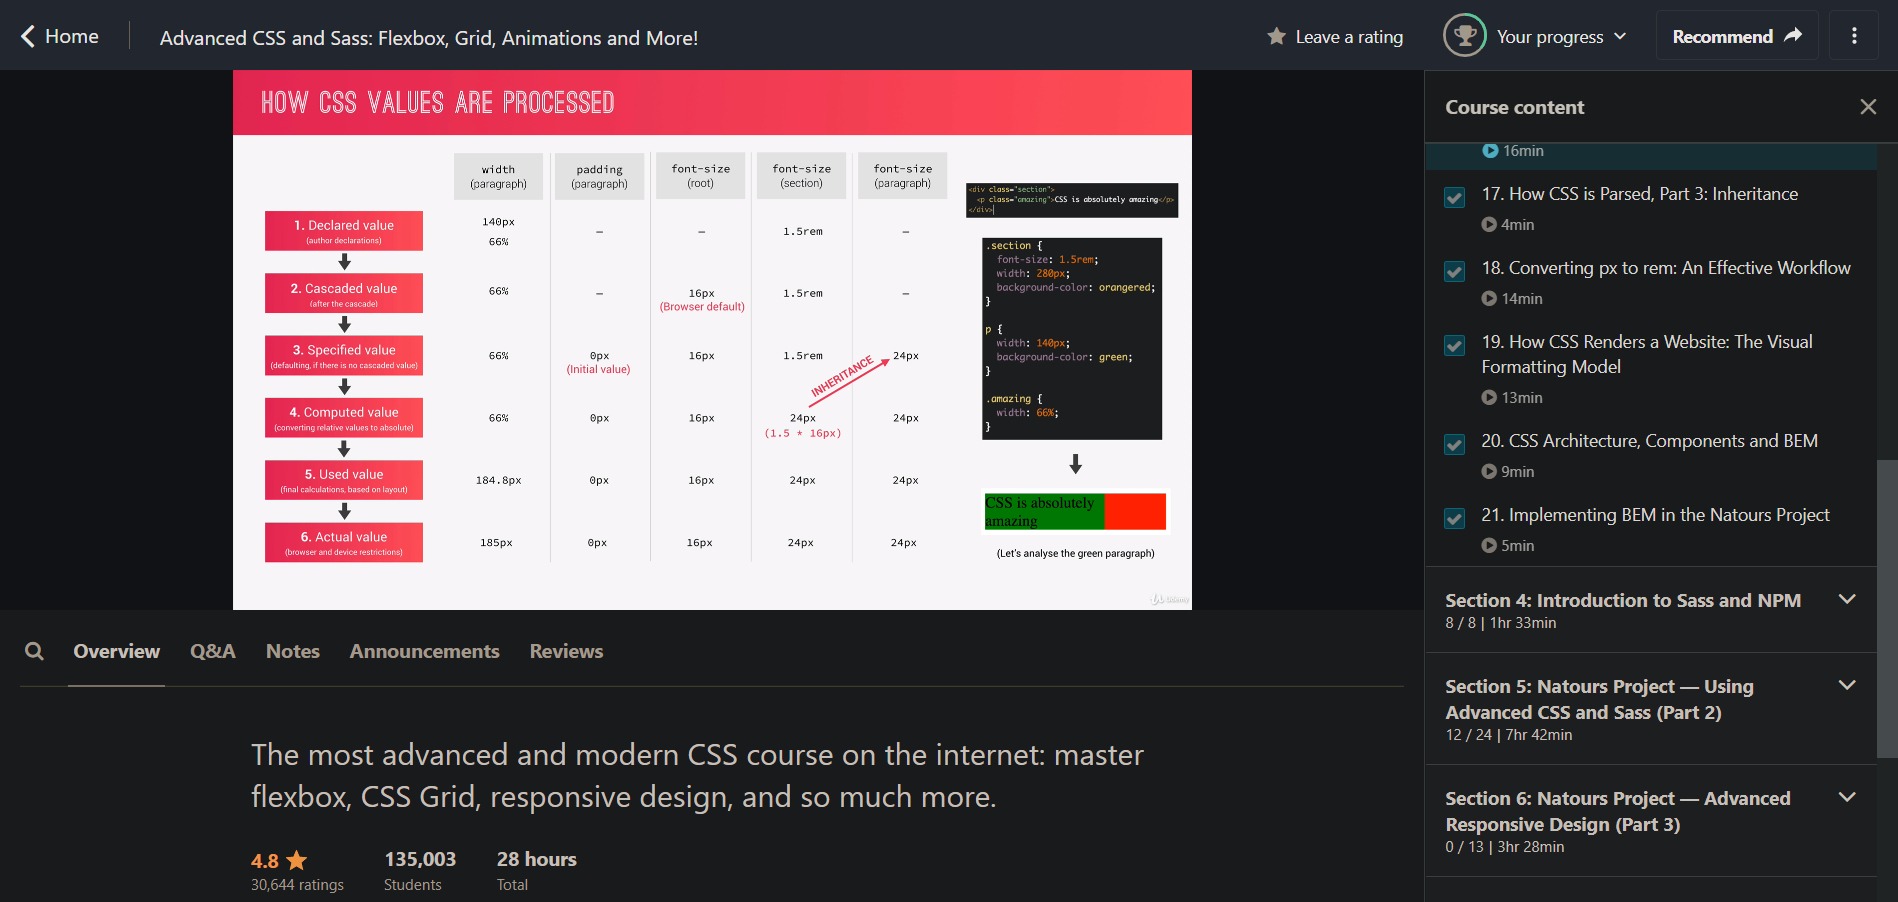 Home
Advanced CSS and Sass: Flexbox, Grid, Animations and More!
Leave a rating
Your progress
Recommend
HOW CSS VALUES ARE PROCESSED
width
(paragraph)
padding
(paragraph)
font-size
(root)
font-size
(section)
font-size
(paragraph)
1. Declared value
(author declarations)
140px
66%
–
–
1.5rem
–
2. Cascaded value
(after the cascade)
66%
–
16px
(Browser default)
1.5rem
–
3. Specified value
(defaulting, if there is no cascaded value)
66%
0px
(Initial value)
16px
1.5rem
INHERITANCE
24px
4. Computed value
(converting relative values to absolute)
66%
0px
16px
24px
(1.5 * 16px)
24px
5. Used value
(final calculations, based on layout)
184.8px
0px
16px
24px
24px
6. Actual value
(browser and device restrictions)
185px
0px
16px
24px
24px
<div class="section">
<p class="amazing">CSS is absolutely amazing</p>
</div>
.section {
font-size: 1.5rem;
width: 280px;
background-color: orangered;
}
p {
width: 140px;
background-color: green;
}
.amazing {
width: 66%;
}
CSS is absolutely
amazing
(Let's analyse the green paragraph)
Udemy
Overview
Q&A
Notes
Announcements
Reviews
The most advanced and modern CSS course on the internet: master
flexbox, CSS Grid, responsive design, and so much more.
4.8
30,644 ratings
135,003
Students
28 hours
Total
Course content
16min
17. How CSS is Parsed, Part 3: Inheritance
4min
18. Converting px to rem: An Effective Workflow
14min
19. How CSS Renders a Website: The Visual
Formatting Model
13min
20. CSS Architecture, Components and BEM
9min
21. Implementing BEM in the Natours Project
5min
Section 4: Introduction to Sass and NPM
8 / 8 | 1hr 33min
Section 5: Natours Project — Using
Advanced CSS and Sass (Part 2)
12 / 24 | 7hr 42min
Section 6: Natours Project — Advanced
Responsive Design (Part 3)
0 / 13 | 3hr 28min